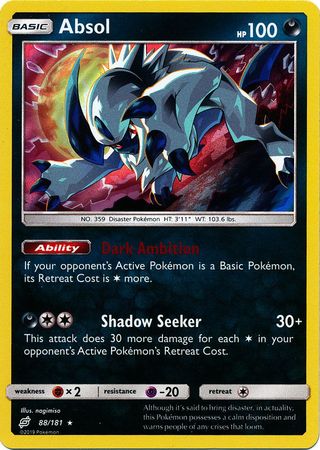 BASIC Absol HP 100
NO. 359 Disaster Pokémon HT: 3'11" WT: 103.6 lbs.
Ability Dark Ambition
If your opponent's Active Pokémon is a Basic Pokémon,
its Retreat Cost is more.
Shadow Seeker 30+
This attack does 30 more damage for each in
your opponent's Active Pokémon's Retreat Cost.
weakness ×2 resistance -20 retreat
Illus. nagimiso
88/181 ★
©2019 Pokémon
Although it's said to bring disaster, in actuality,
this Pokémon possesses a calm disposition and
warns people of any crises that loom.